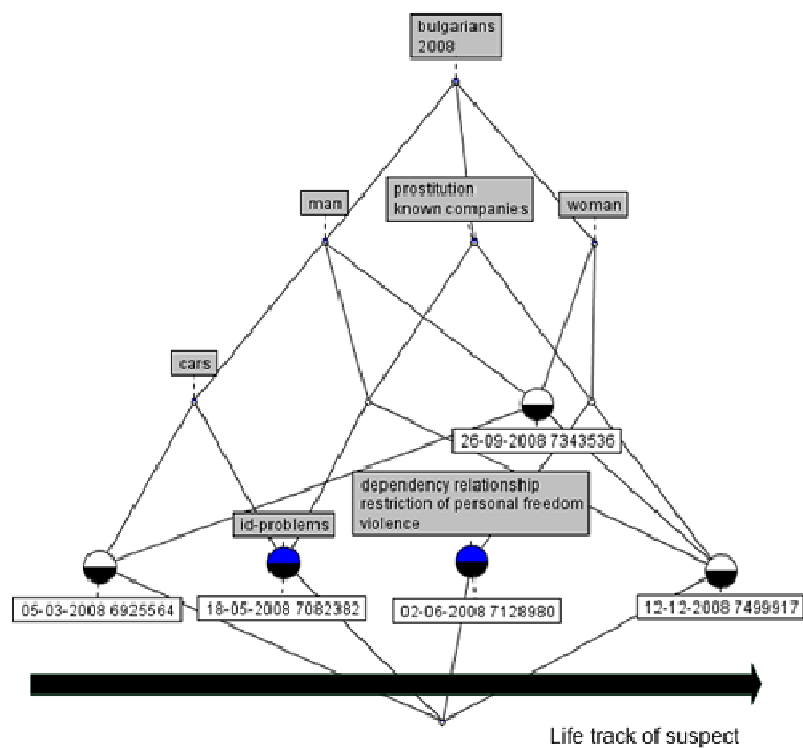 bulgarians
2008
man
prostitution
known companies
woman
cars
26-09-2008 7343536
dependency relationship
restriction of personal freedom
violence
id-problems
05-03-2008 6925564
18-05-2008 7082382
02-06-2008 7128980
12-12-2008 7499917
Life track of suspect